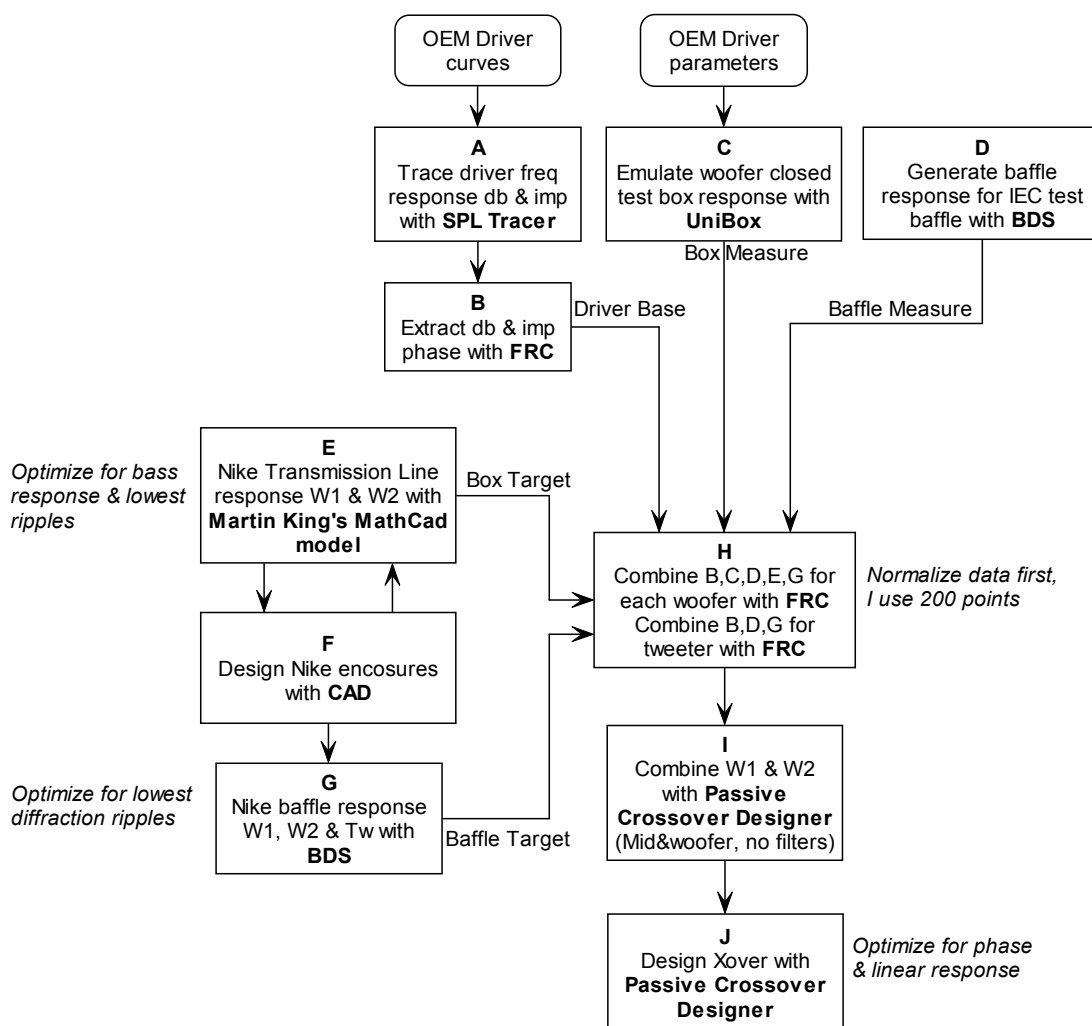 OEM Driver
curves
OEM Driver
parameters
A
Trace driver freq
response db & imp
with SPL Tracer
C
Emulate woofer closed
test box response with
UniBox
D
Generate baffle
response for IEC test
baffle with BDS
Box Measure
B
Extract db & imp
phase with FRC
Driver Base
Baffle Measure
Optimize for bass
response & lowest
ripples
E
Nike Transmission Line
response W1 & W2 with
Martin King's MathCad
model
Box Target
H
Combine B,C,D,E,G for
each woofer with FRC
Combine B,D,G for
tweeter with FRC
Normalize data first,
I use 200 points
F
Design Nike encosures
with CAD
Optimize for lowest
diffraction ripples
G
Nike baffle response
W1, W2 & Tw with
BDS
Baffle Target
I
Combine W1 & W2
with Passive
Crossover Designer
(Mid&woofer, no filters)
J
Design Xover with
Passive Crossover
Designer
Optimize for phase
& linear response